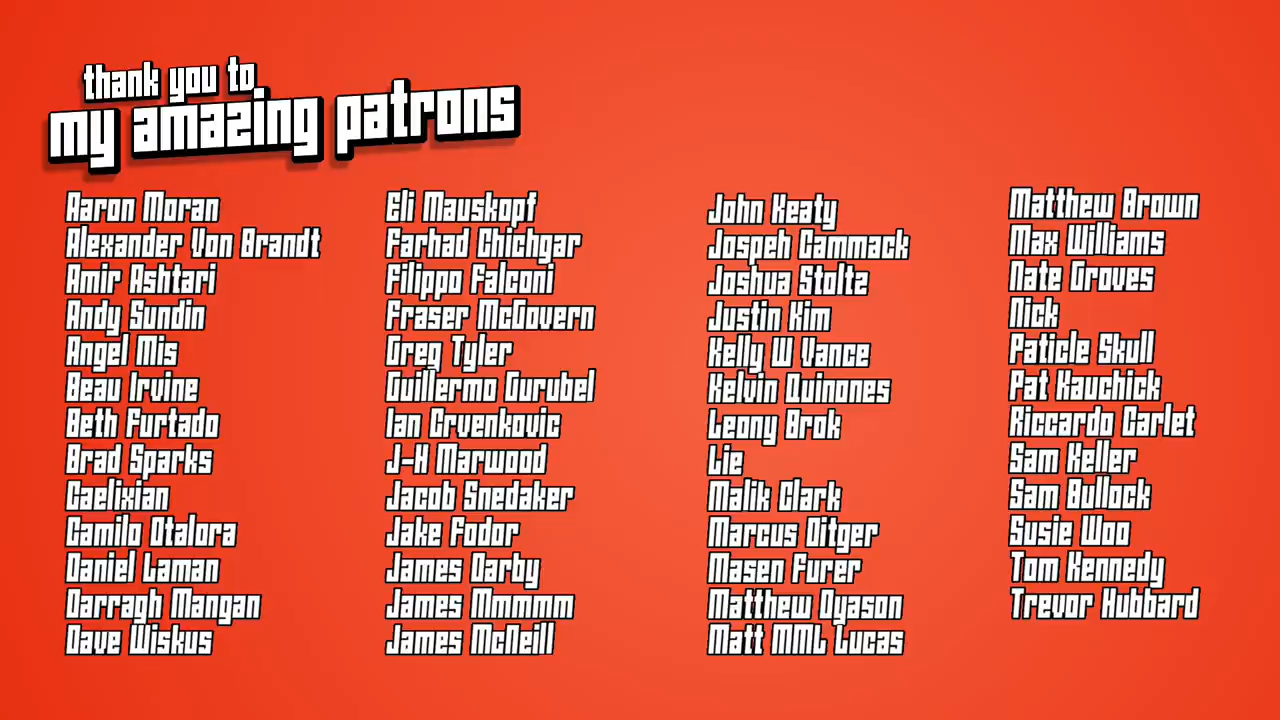 thank you to
my amazing patrons
Aaron Moran
Alexander Von Brandt
Amir Ashtari
Andy Sundin
Angel Mis
Beau Irvine
Beth Furtado
Brad Sparks
Caelixian
Camilo Otalora
Daniel Laman
Darragh Mangan
Dave Wiskus
Eli Mauskopf
Farhad Chichgar
Filippo Falconi
Fraser McGovern
Greg Tyler
Guillermo Gurubel
Ian Crvenkovic
J-H Marwood
Jacob Snedaker
Jake Fodor
James Darby
James Mmmmm
James McNeill
John Keaty
Jospeh Cammack
Joshua Stoltz
Justin Kim
Kelly W Vance
Kelvin Quinones
Leony Brok
Lie
Malik Clark
Marcus Ditger
Masen Furer
Matthew Dyason
Matt MML Lucas
Matthew Brown
Max Williams
Nate Groves
Nick
Paticle Skull
Pat Kauchick
Riccardo Carlet
Sam Keller
Sam Bullock
Susie Woo
Tom Kennedy
Trevor Hubbard